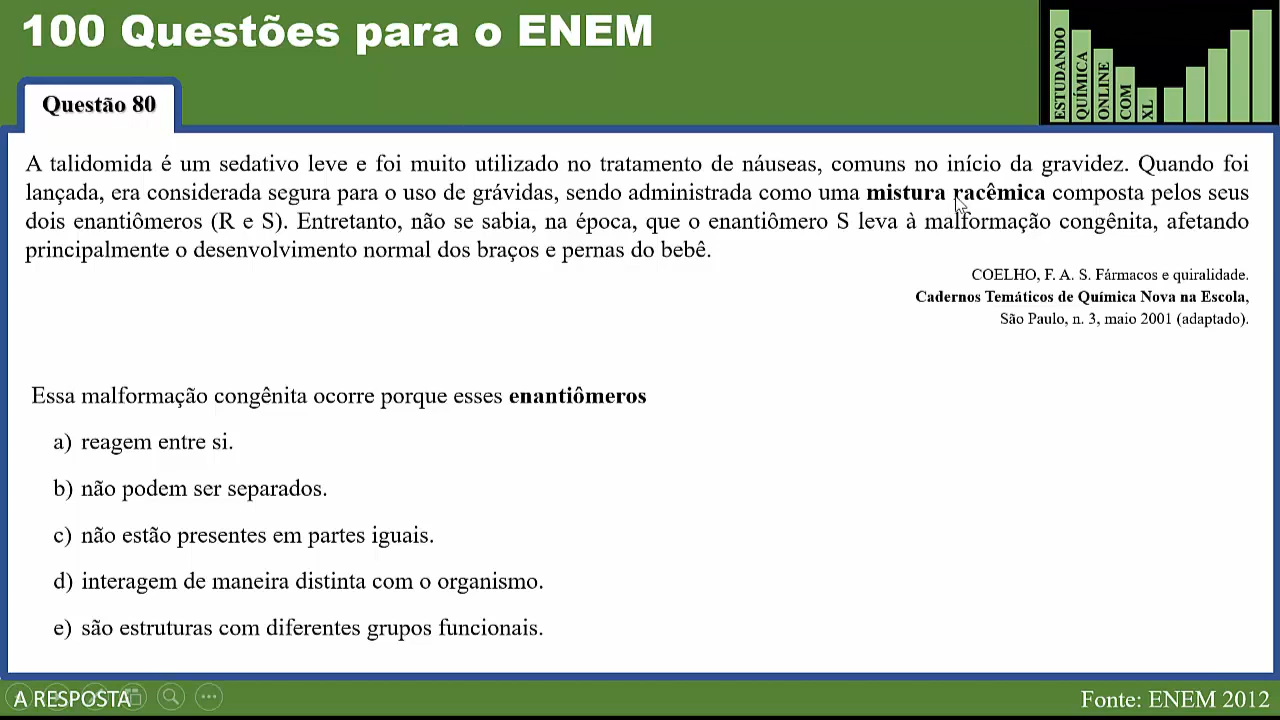 100 Questões para o ENEM
ESTUDANDO
QUÍMICA
ONLINE
COM
XL
Questão 80
A talidomida é um sedativo leve e foi muito utilizado no tratamento de náuseas, comuns no início da gravidez. Quando foi
lançada, era considerada segura para o uso de grávidas, sendo administrada como uma mistura racêmica composta pelos seus
dois enantiômeros (R e S). Entretanto, não se sabia, na época, que o enantiômero S leva à malformação congênita, afetando
principalmente o desenvolvimento normal dos braços e pernas do bebê.
COELHO, F. A. S. Fármacos e quiralidade.
Cadernos Temáticos de Química Nova na Escola,
São Paulo, n. 3, maio 2001 (adaptado).
Essa malformação congênita ocorre porque esses enantiômeros
a) reagem entre si.
b) não podem ser separados.
c) não estão presentes em partes iguais.
d) interagem de maneira distinta com o organismo.
e) são estruturas com diferentes grupos funcionais.
A RESPOSTA
Fonte: ENEM 2012